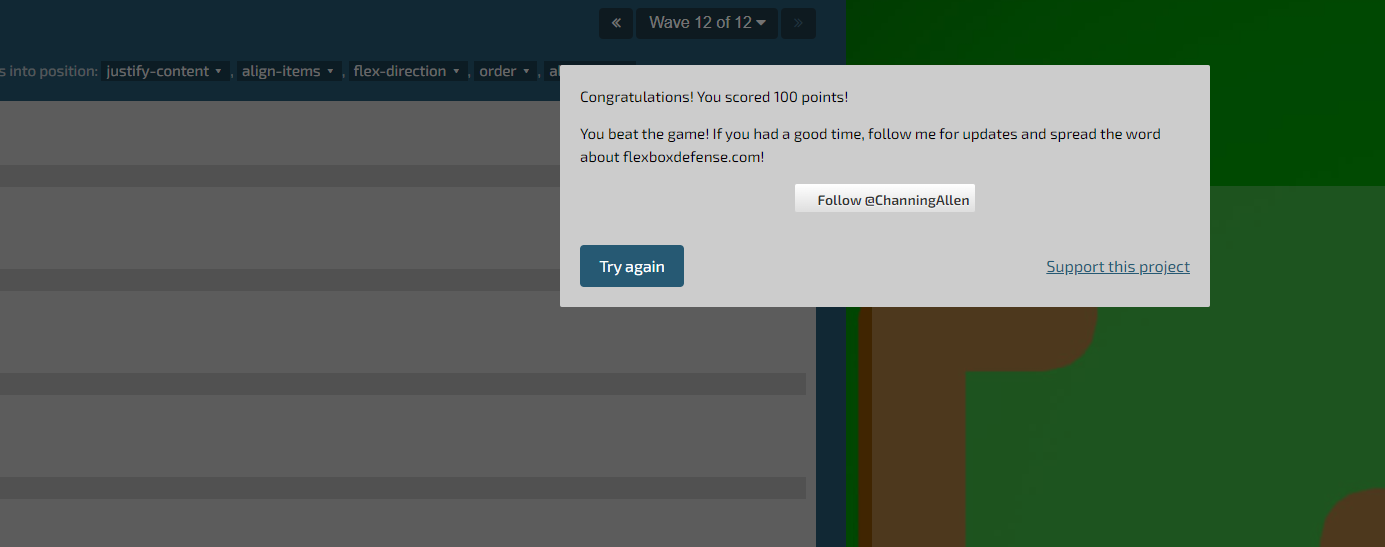 « Wave 12 of 12 »
s into position: justify-content, align-items, flex-direction, order,
Congratulations! You scored 100 points!
You beat the game! If you had a good time, follow me for updates and spread the word
about flexboxdefense.com!
Follow @ChanningAllen
Try again
Support this project